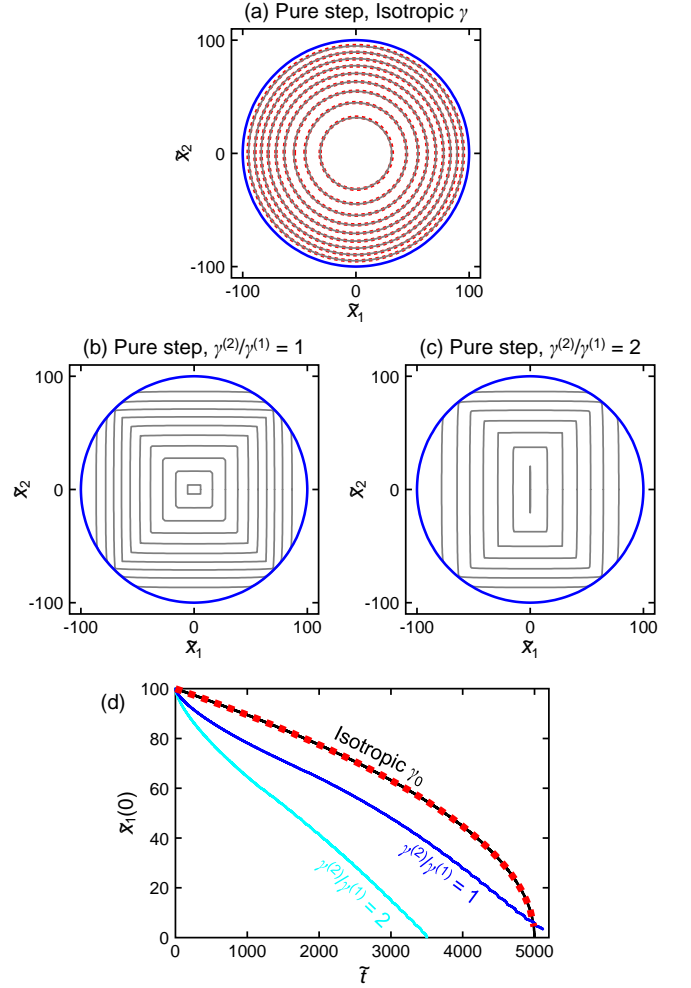 (a) Pure step, Isotropic γ
100
x̃₂
0
-100
-100 0 100
x̃₁
(b) Pure step, γ⁽²⁾/γ⁽¹⁾ = 1
(c) Pure step, γ⁽²⁾/γ⁽¹⁾ = 2
100 100
x̃₂ x̃₂
0 0
-100 -100
-100 0 100 -100 0 100
x̃₁ x̃₁
(d)
100
80
60
x̃₁(0)
40
20
0
Isotropic γ₀
γ⁽²⁾/γ⁽¹⁾ = 1
γ⁽²⁾/γ⁽¹⁾ = 2
0 1000 2000 3000 4000 5000
t̃